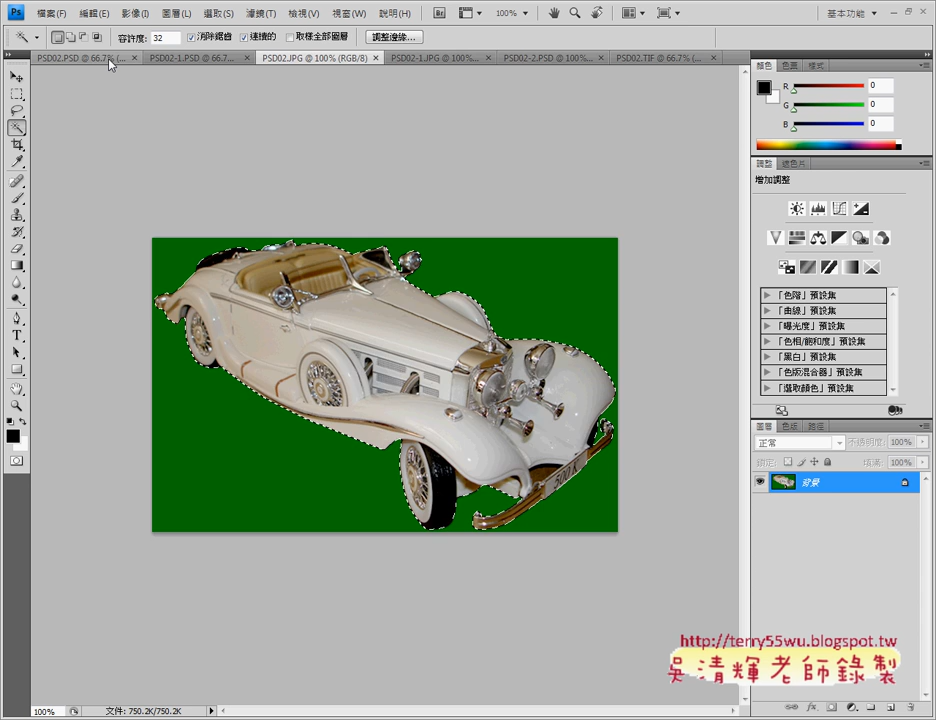 Ps 檔案(F) 編輯(E) 影像(I) 圖層(L) 選取(S) 濾鏡(T) 檢視(V) 視窗(W) 說明(H) Br 100% 基本功能
容許度: 32 消除鋸齒 連續的 取樣全部圖層 調整邊緣...
PSD02.PSD @ 66.7% (... PSD02-1.PSD @ 66.7... PSD02.JPG @ 100% (RGB/8) PSD02-1.JPG @ 100%... PSD02-2.PSD @ 100%... PSD02.TIF @ 66.7% (...
顏色 色票 樣式
R 0
G 0
B 0
調整 遮色片
增加調整
「色階」預設集
「曲線」預設集
「曝光度」預設集
「色相/飽和度」預設集
「黑白」預設集
「色版混合器」預設集
「選取顏色」預設集
圖層 色版 路徑
正常 不透明度: 100%
鎖定: 填滿: 100%
背景
500 K
http://terry55wu.blogspot.tw
吳清輝老師錄製
100% 文件: 750.2K/750.2K